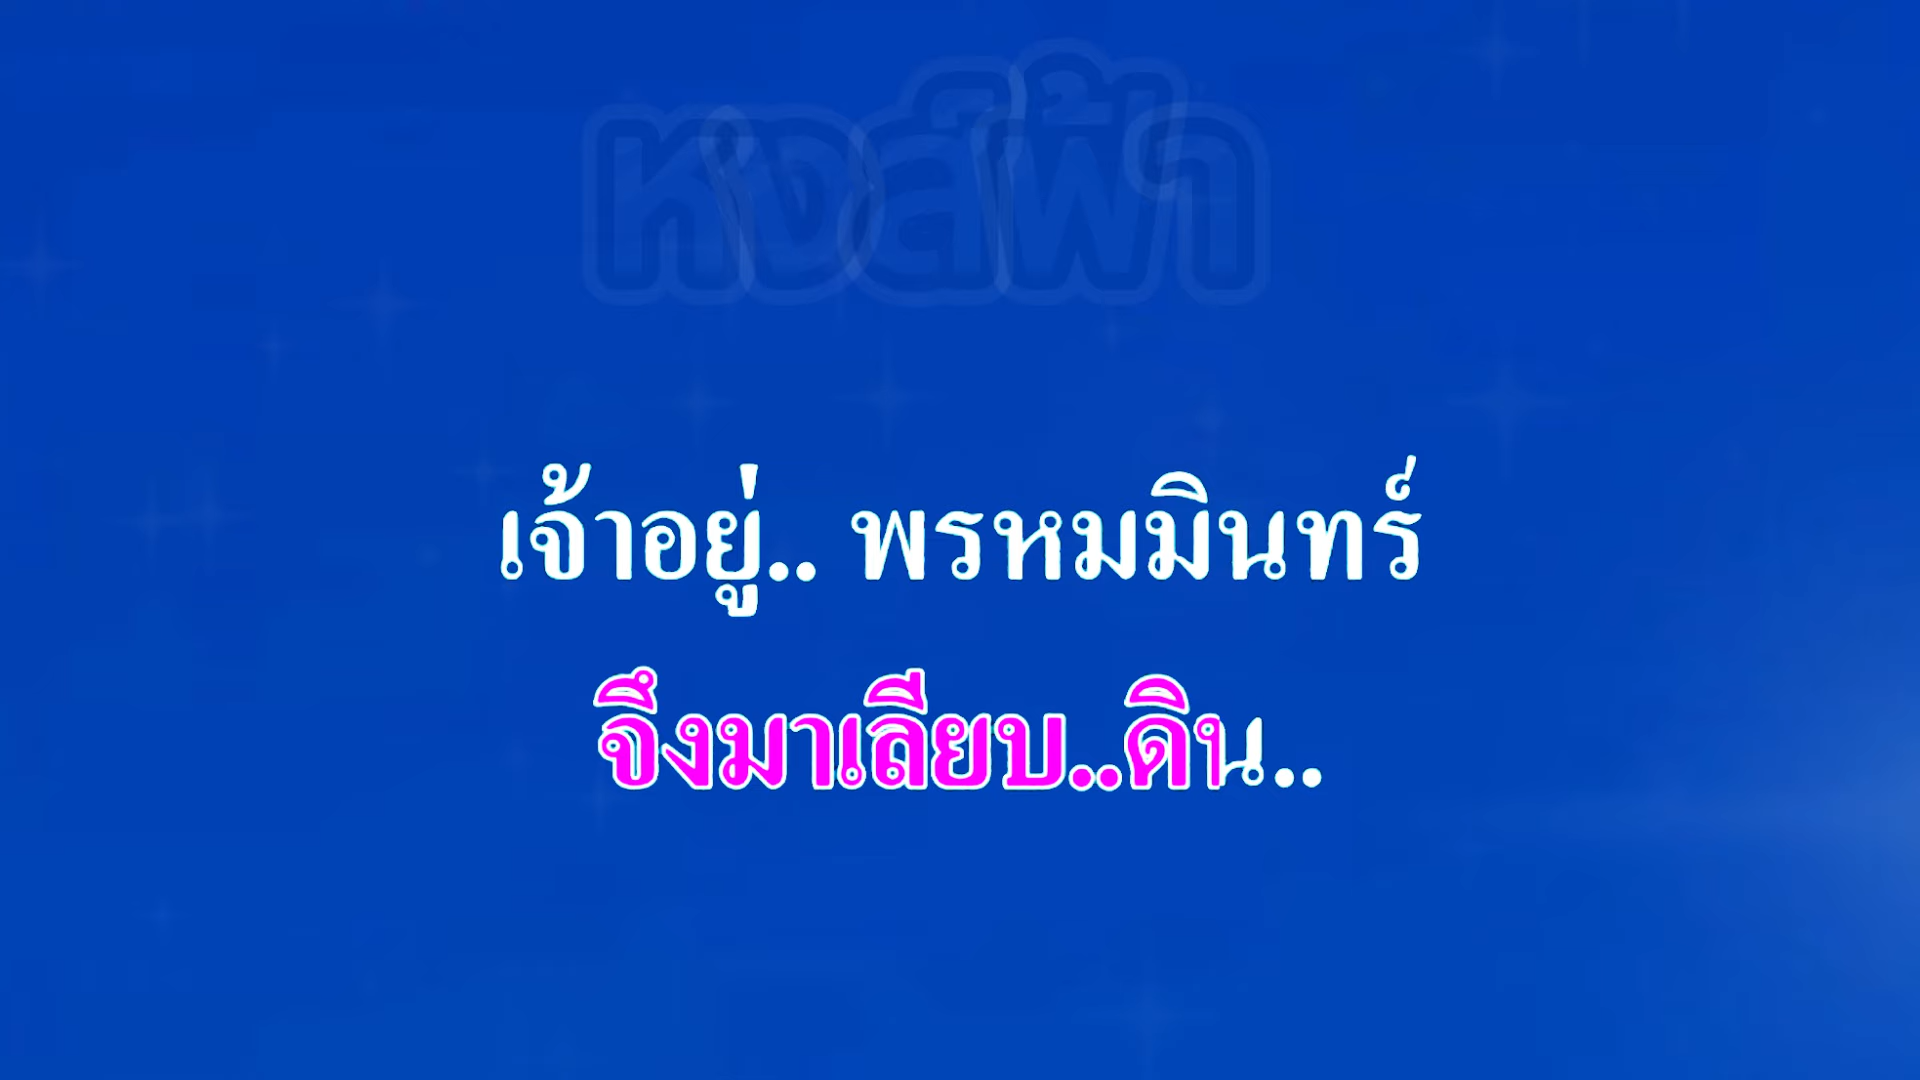 หงส์ฟ้า
เจ้าอยู่.. พรหมมินทร์
จึงมาเลียบ..ดิน..